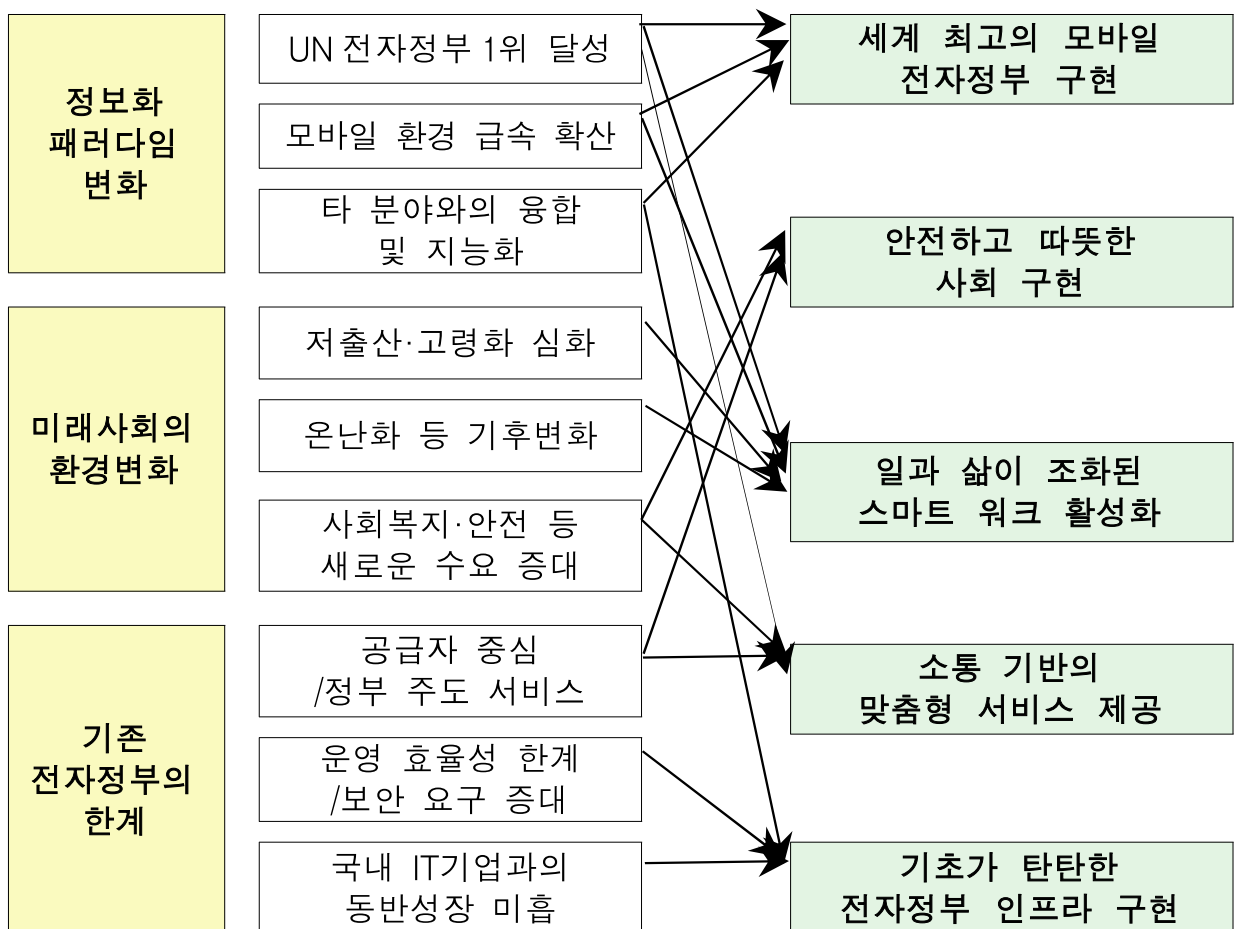 정보화
패러다임
변화
UN 전자정부 1위 달성
모바일 환경 급속 확산
타 분야와의 융합
및 지능화
미래사회의
환경변화
저출산·고령화 심화
온난화 등 기후변화
사회복지·안전 등
새로운 수요 증대
기존
전자정부의
한계
공급자 중심
/정부 주도 서비스
운영 효율성 한계
/보안 요구 증대
국내 IT기업과의
동반성장 미흡
세계 최고의 모바일
전자정부 구현
안전하고 따뜻한
사회 구현
일과 삶이 조화된
스마트 워크 활성화
소통 기반의
맞춤형 서비스 제공
기초가 탄탄한
전자정부 인프라 구현